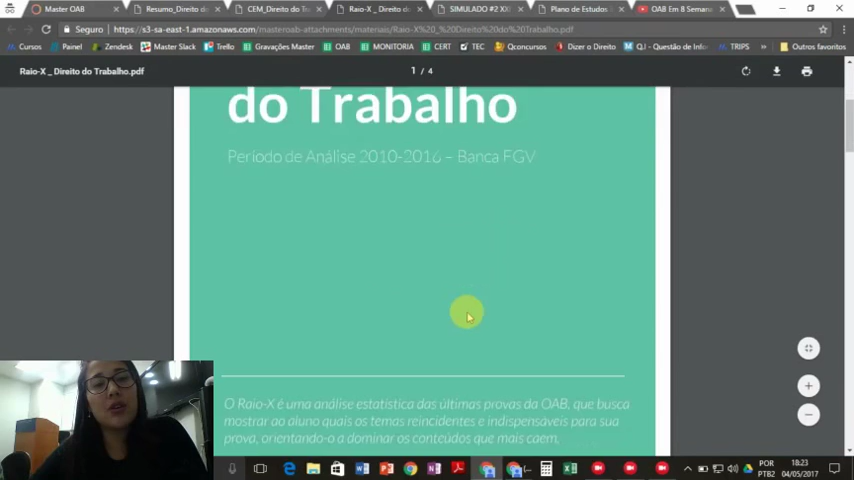 Master OAB
Resumo_Direito do T
CEM_Direito do Tr
Raio-X _ Direito do
SIMULADO #2 XXI
Plano de Estudos
OAB Em 8 Semana
Seguro
https://s3-sa-east-1.amazonaws.com/masteroab-attachments/materiais/Raio-X%20_%20Direito%20do%20Trabalho.pdf
Cursos
Painel
Zendesk
Master Slack
Trello
Gravações Master
OAB
MONITORIA
CERT
TEC
Qconcursos
Dizer o Direito
Q.J - Questão de Info
TRIPS
»
Outros favoritos
Raio-X _ Direito do Trabalho.pdf
1 / 4
do Trabalho
Período de Análise 2010-2016 – Banca FGV
O Raio-X é uma análise estatística das últimas provas da OAB, que busca
mostrar ao aluno quais os temas reincidentes e indispensáveis para sua
prova, orientando-o a dominar os conteúdos que mais caem.
POR
PTB2
18:23
04/05/2017